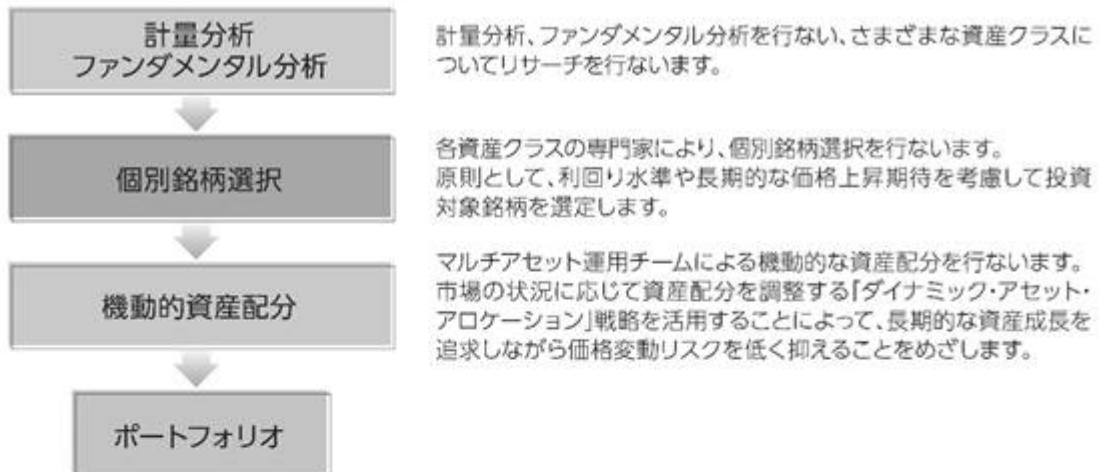 計量分析
ファンダメンタル分析
計量分析、ファンダメンタル分析を行ない、さまざまな資産クラスに
ついてリサーチを行ないます。
個別銘柄選択
各資産クラスの専門家により、個別銘柄選択を行ないます。
原則として、利回り水準や長期的な価格上昇期待を考慮して投資
対象銘柄を選定します。
機動的資産配分
マルチアセット運用チームによる機動的な資産配分を行ないます。
市場の状況に応じて資産配分を調整する「ダイナミック・アセット・
アロケーション」戦略を活用することによって、長期的な資産成長を
追求しながら価格変動リスクを低く抑えることをめざします。
ポートフォリオ